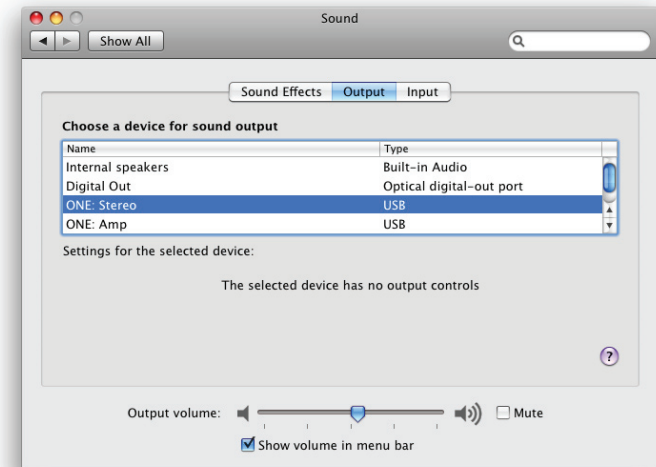 Sound
Show All
Sound Effects Output Input
Choose a device for sound output
Name Type
Internal speakers Built-in Audio
Digital Out Optical digital-out port
ONE: Stereo USB
ONE: Amp USB
Settings for the selected device:
The selected device has no output controls
?
Output volume: Mute
Show volume in menu bar